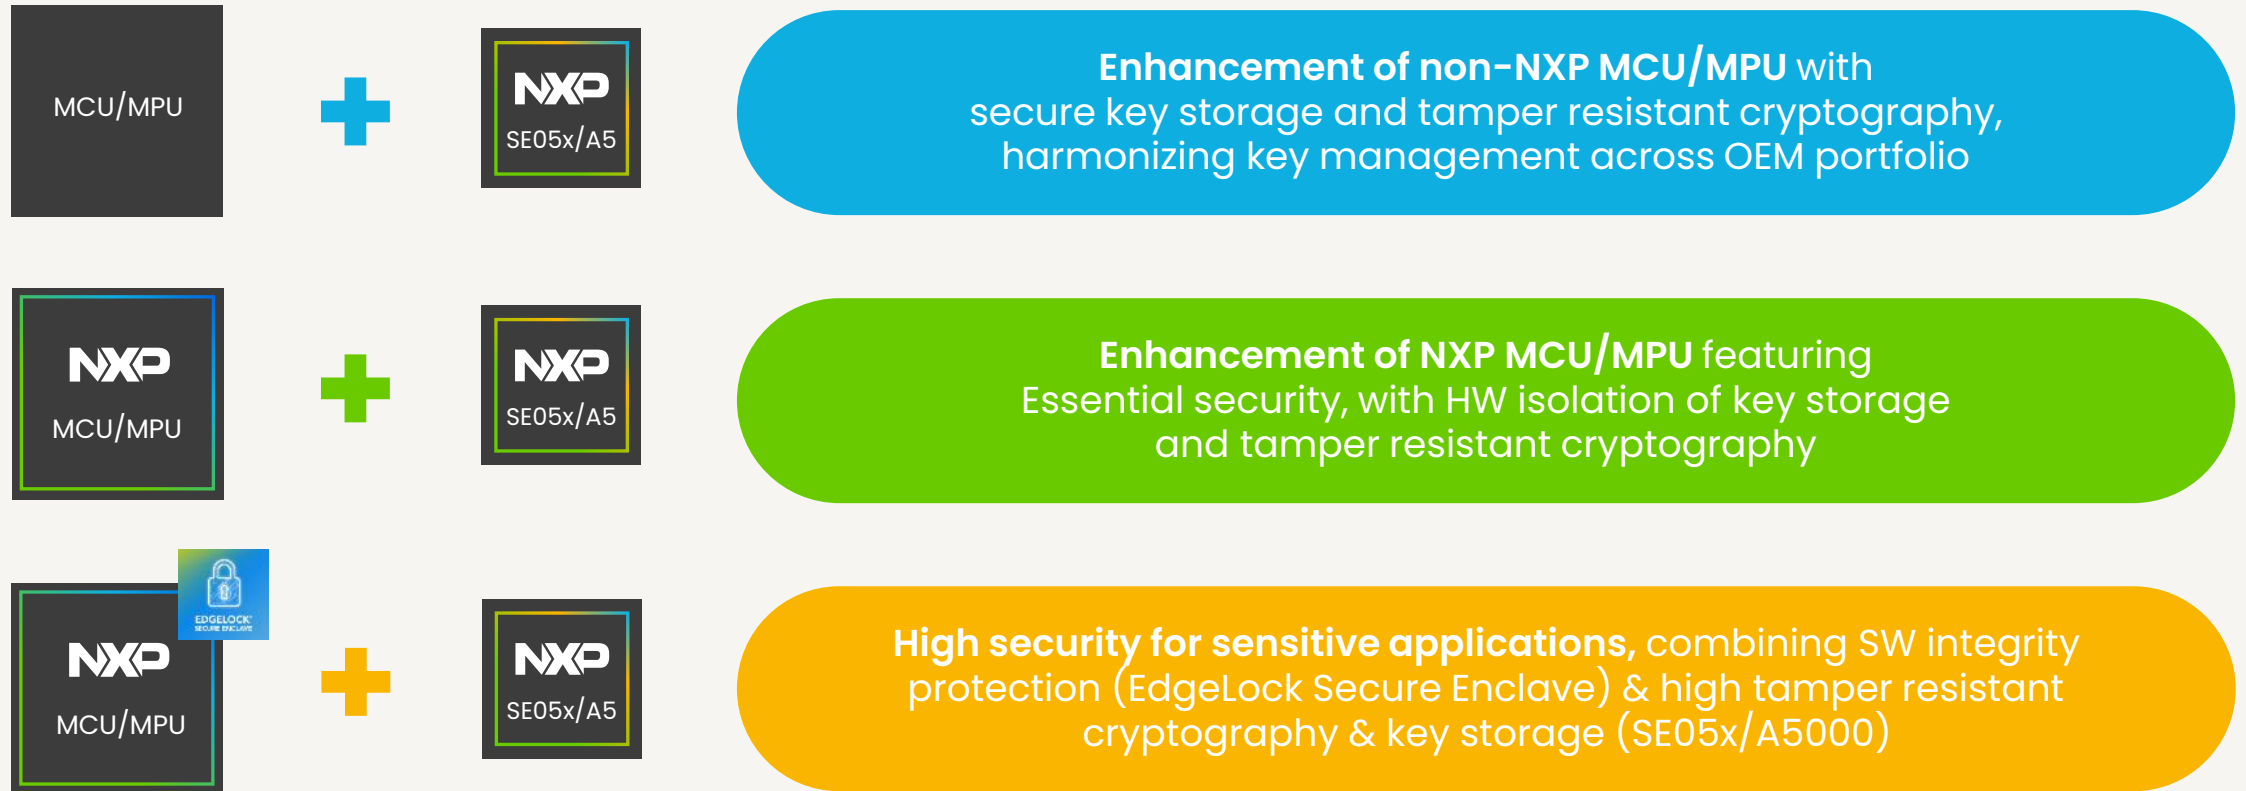 MCU/MPU
NXP
SE05x/A5
Enhancement of non-NXP MCU/MPU with
secure key storage and tamper resistant cryptography,
harmonizing key management across OEM portfolio
NXP
MCU/MPU
NXP
SE05x/A5
Enhancement of NXP MCU/MPU featuring
Essential security, with HW isolation of key storage
and tamper resistant cryptography
EDGELOCK®
SECURE ENCLAVE
NXP
MCU/MPU
NXP
SE05x/A5
High security for sensitive applications, combining SW integrity
protection (EdgeLock Secure Enclave) & high tamper resistant
cryptography & key storage (SE05x/A5000)